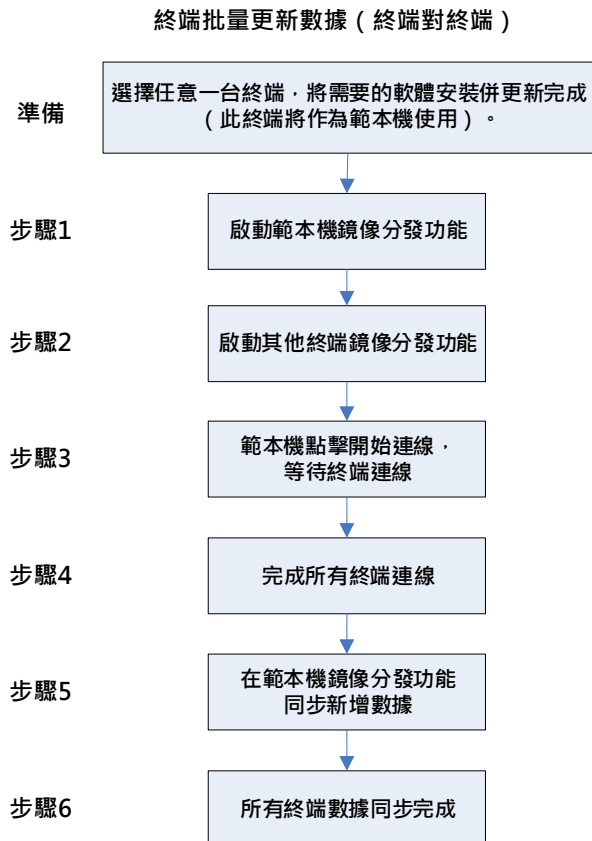 終端批量更新數據（終端對終端）
準備
選擇任意一台終端，將需要的軟體安裝併更新完成
（此終端將作為範本機使用）。
步驟1
啟動範本機鏡像分發功能
步驟2
啟動其他終端鏡像分發功能
步驟3
範本機點擊開始連線，
等待終端連線
步驟4
完成所有終端連線
步驟5
在範本機鏡像分發功能
同步新增數據
步驟6
所有終端數據同步完成